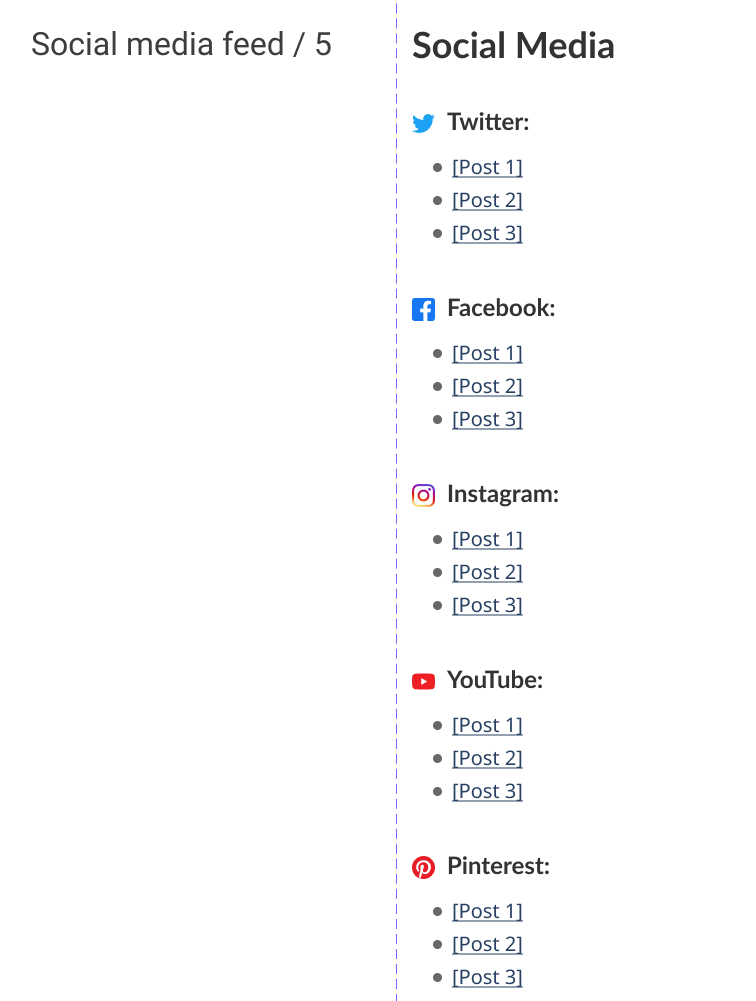 Social media feed / 5
Social Media
Twitter:
[Post 1]
[Post 2]
[Post 3]
Facebook:
[Post 1]
[Post 2]
[Post 3]
Instagram:
[Post 1]
[Post 2]
[Post 3]
YouTube:
[Post 1]
[Post 2]
[Post 3]
Pinterest:
[Post 1]
[Post 2]
[Post 3]